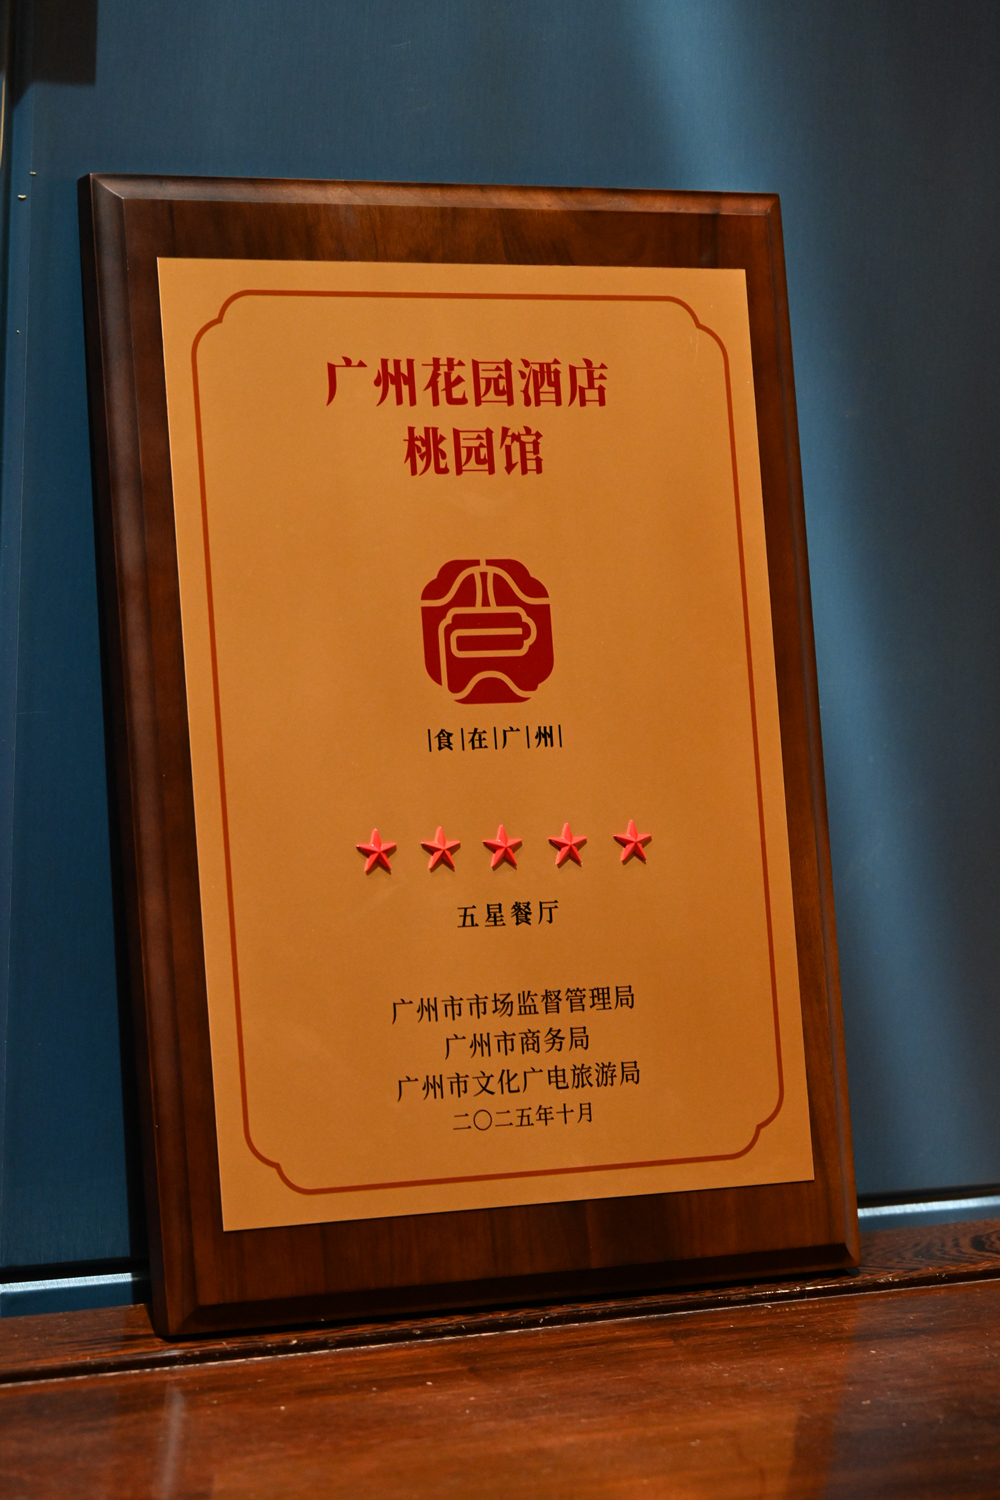 广州花园酒店
桃园馆
食
|食|在|广|州|
五星餐厅
广州市市场监督管理局
广州市商务局
广州市文化广电旅游局
二〇二五年十月